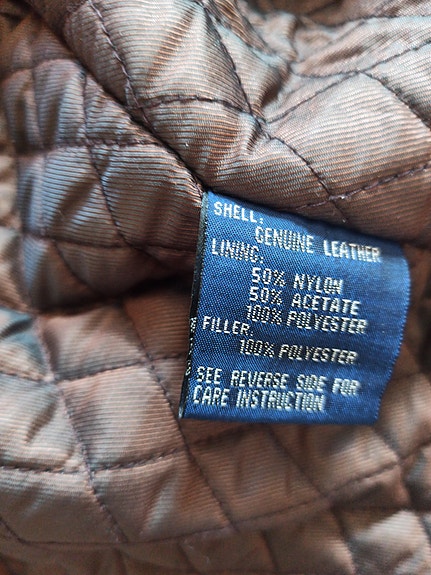 SHELL:
GENUINE LEATHER
LINING:
50% NYLON
50% ACETATE
100% POLYESTER
FILLER:
100% POLYESTER
SEE REVERSE SIDE FOR
CARE INSTRUCTION